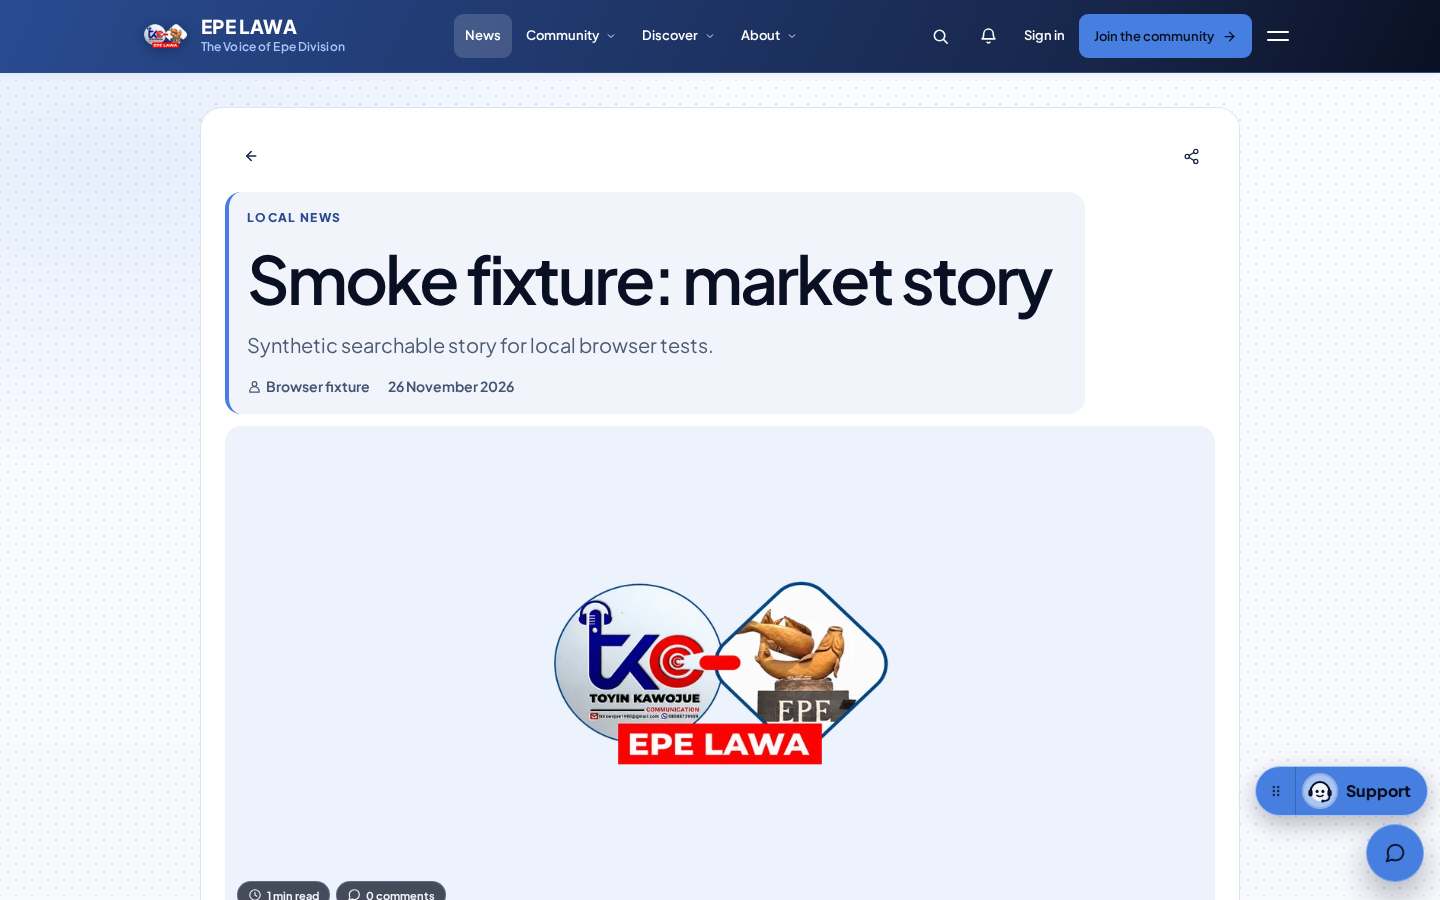 EPE LAWA
The Voice of Epe Division
News
Community
Discover
About
Sign in
Join the community
LOCAL NEWS
Smoke fixture: market story
Synthetic searchable story for local browser tests.
Browser fixture
26 November 2026
tkc
TOYIN KAWOJUE
COMMUNICATION
EPE
EPE LAWA
Support
1 min read
0 comments